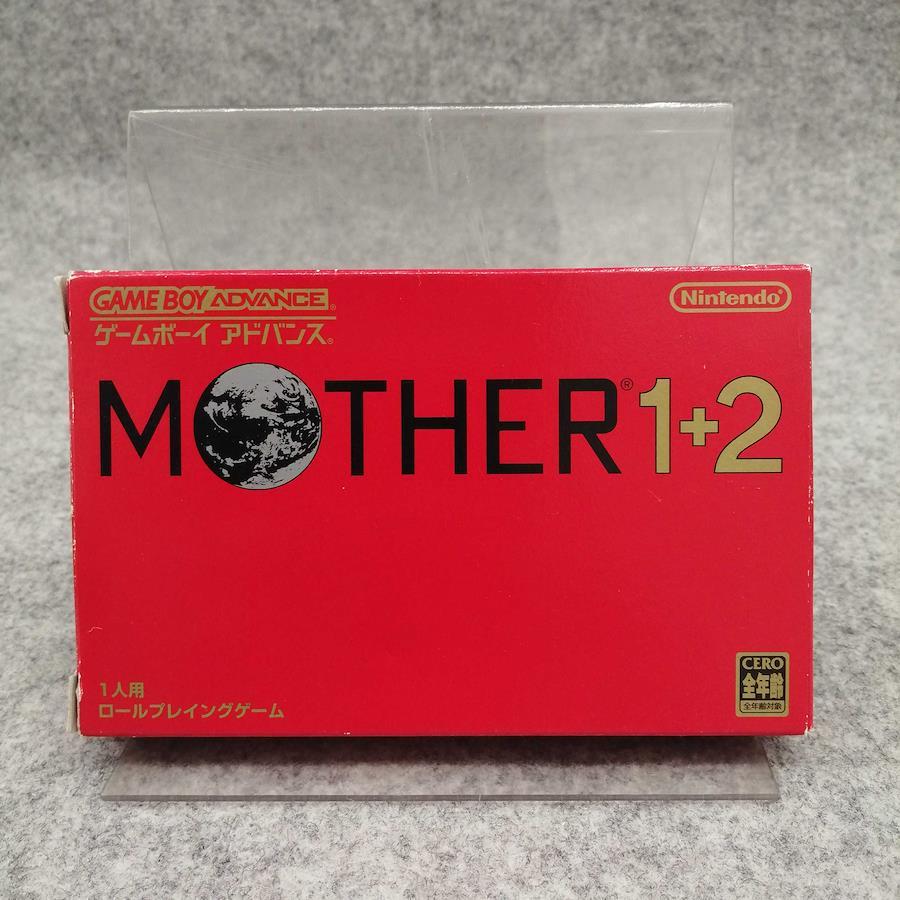 GAME BOY ADVANCE®
ゲームボーイ アドバンス®
Nintendo®
MOTHER® 1+2
1人用
ロールプレイングゲーム
CERO
全年齢
全年齢対象